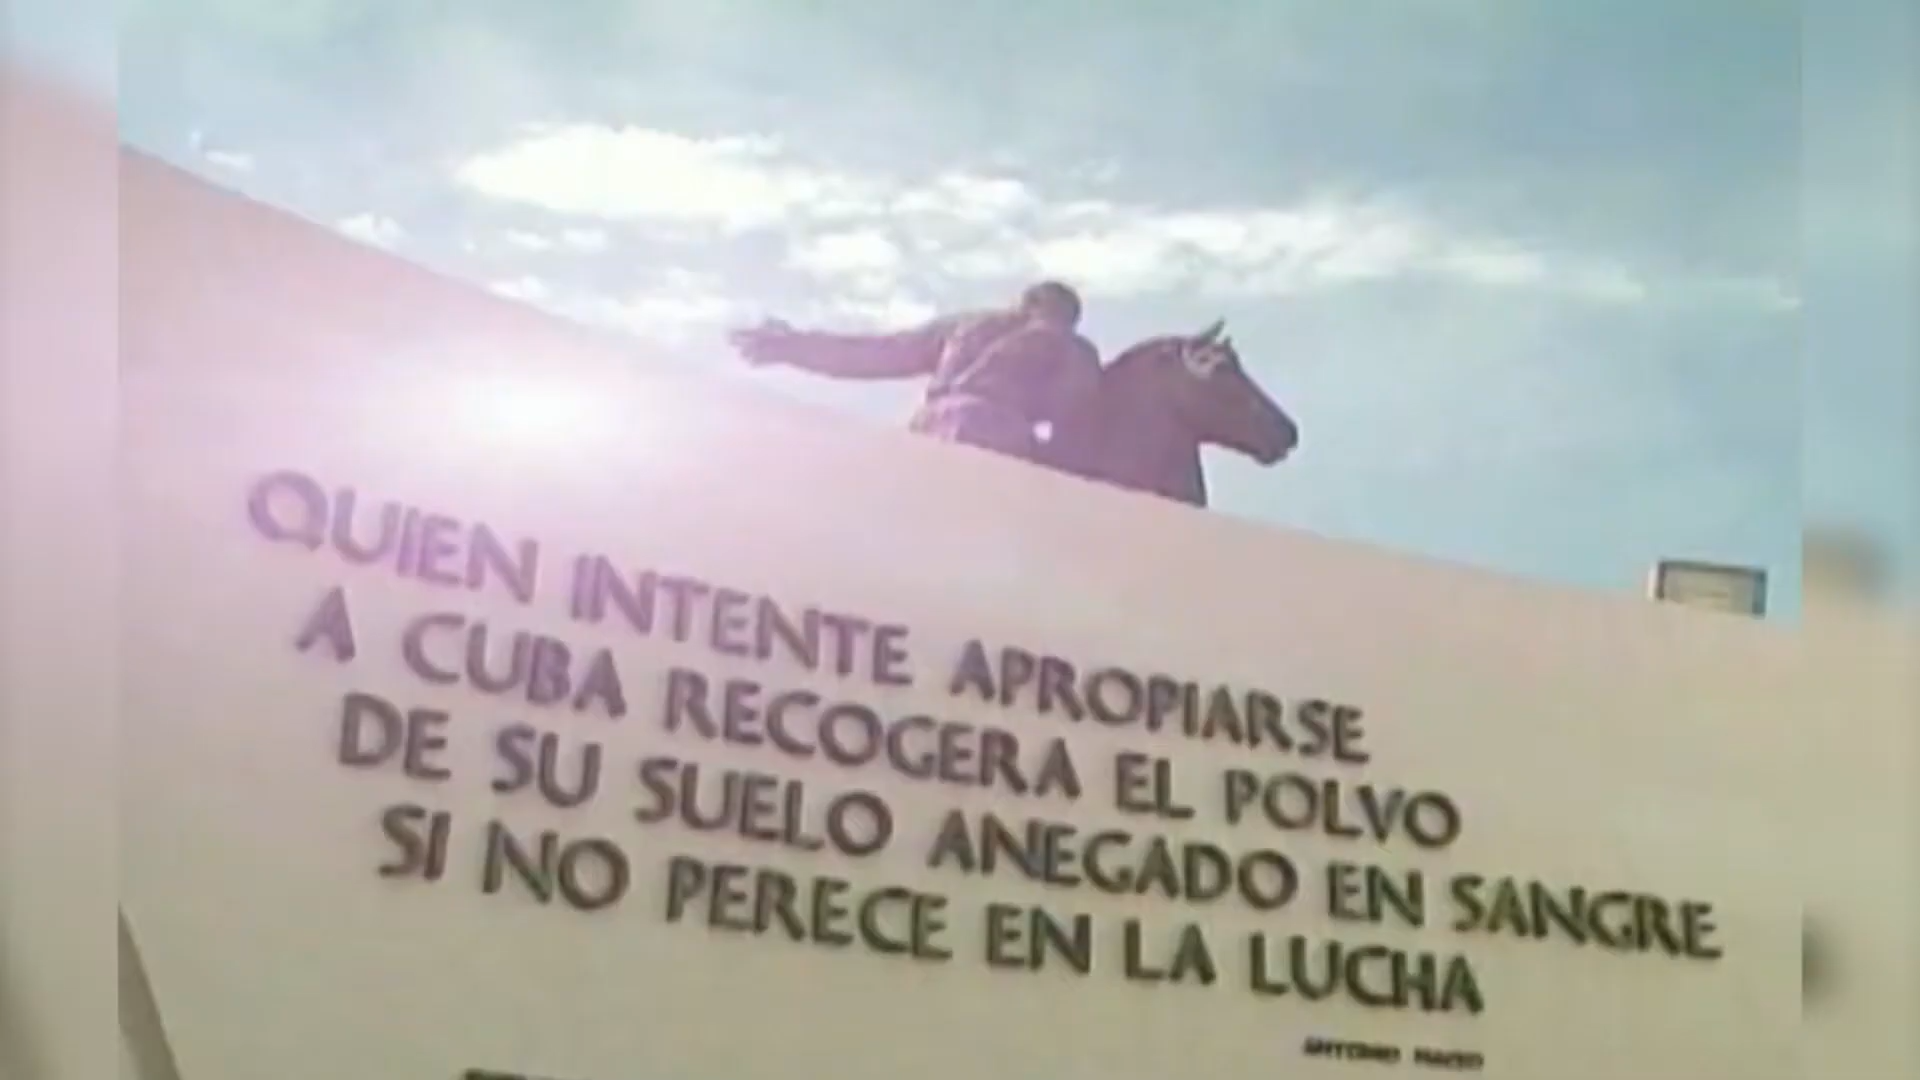 QUIEN INTENTE APROPIARSE
A CUBA RECOGERA EL POLVO
DE SU SUELO ANEGADO EN SANGRE
SI NO PERECE EN LA LUCHA
ANTONIO MACEO